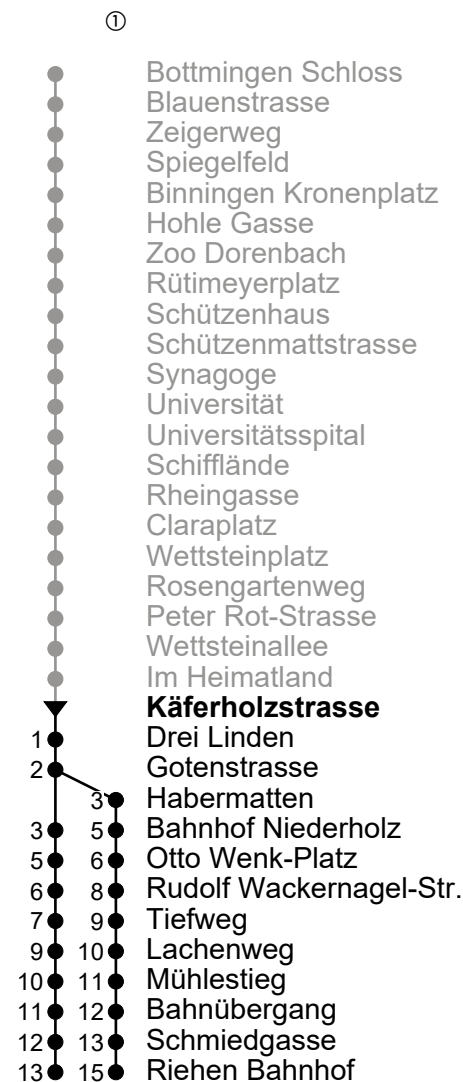 ①
Bottmingen Schloss
Blauenstrasse
Zeigerweg
Spiegelfeld
Binningen Kronenplatz
Hohle Gasse
Zoo Dorenbach
Rütimeyerplatz
Schützenhaus
Schützenmattstrasse
Synagoge
Universität
Universitätsspital
Schifflände
Rheingasse
Claraplatz
Wettsteinplatz
Rosengartenweg
Peter Rot-Strasse
Wettsteinallee
Im Heimatland
Käferholzstrasse
1 Drei Linden
2 Gotenstrasse
3 Habermatten
3 5 Bahnhof Niederholz
5 6 Otto Wenk-Platz
6 8 Rudolf Wackernagel-Str.
7 9 Tiefweg
9 10 Lachenweg
10 11 Mühlestieg
11 12 Bahnübergang
12 13 Schmiedgasse
13 15 Riehen Bahnhof